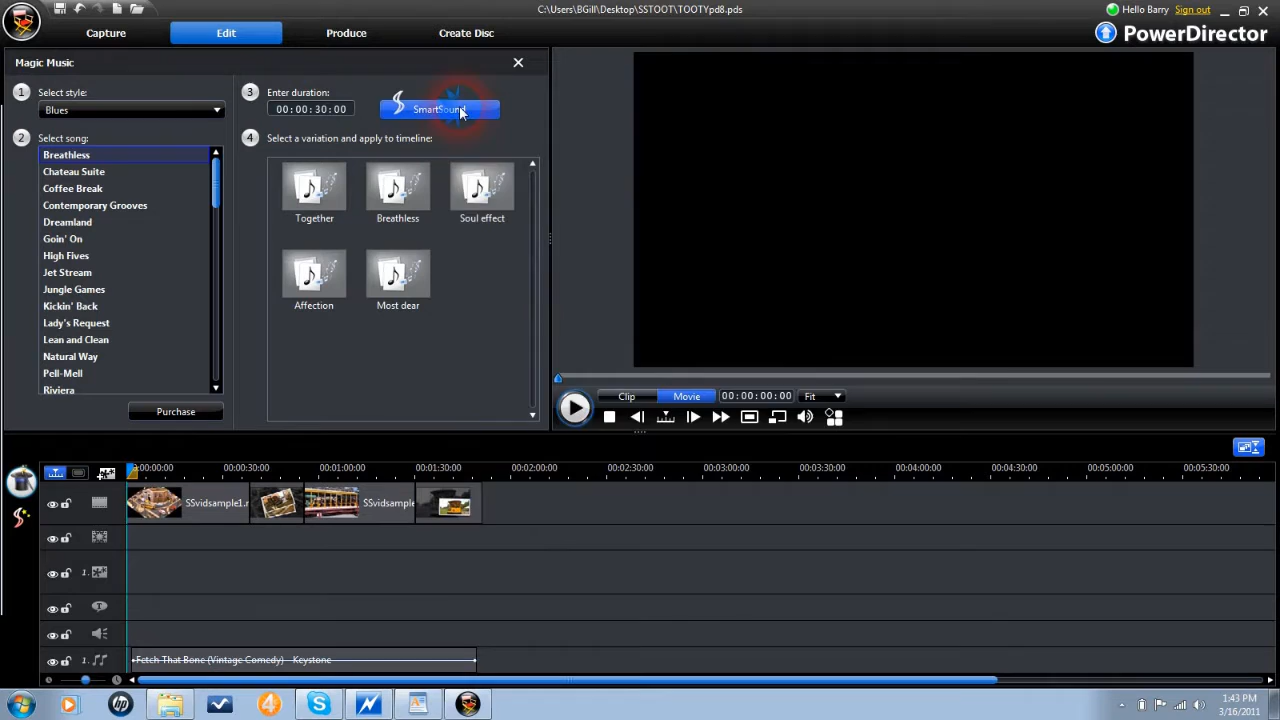 C:\Users\BGill\Desktop\SSTOOT\TOOTYpd8.pds
Hello Barry Sign out
Capture Edit Produce Create Disc
PowerDirector
Magic Music
1 Select style:
Blues
2 Select song:
Breathless
Chateau Suite
Coffee Break
Contemporary Grooves
Dreamland
Goin' On
High Fives
Jet Stream
Jungle Games
Kickin' Back
Lady's Request
Lean and Clean
Natural Way
Pell-Mell
Riviera
Purchase
3 Enter duration:
00:00:30:00
SmartSound
4 Select a variation and apply to timeline:
Together Breathless Soul effect
Affection Most dear
Clip Movie 00:00:00:00 Fit
0:00:00:00 00:00:30:00 00:01:00:00 00:01:30:00 00:02:00:00 00:02:30:00 00:03:00:00 00:03:30:00 00:04:00:00 00:04:30:00 00:05:00:00 00:05:30:00
SSvidsample1.r SSvidsample
1.
1. Fetch That Bone (Vintage Comedy) - Keystone
1:43 PM
3/16/2011